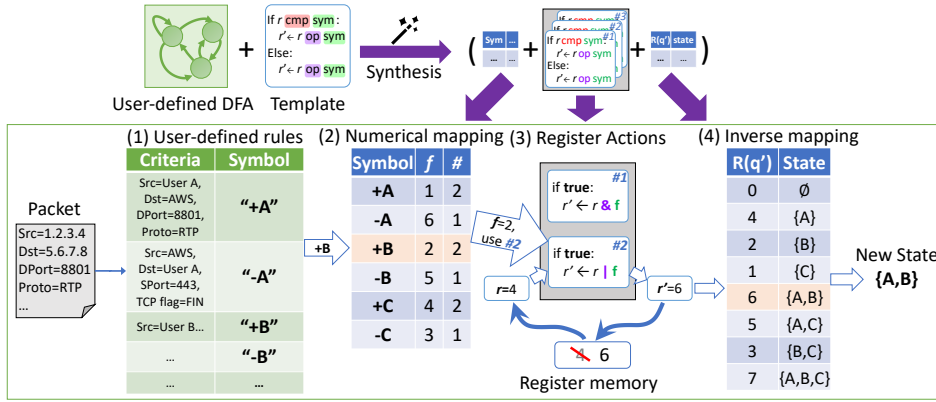 If r cmp sym :
r'← r op sym
Else:
r'← r op sym
+
Synthesis
(
Sym ...
... ...
+
#3
#2
#1
If r cmp sym:
r'← r op sym
Else:
r'← r op sym
+
R(q') state
... ...
)
User-defined DFA
Template
(1) User-defined rules
(2) Numerical mapping
(3) Register Actions
(4) Inverse mapping
Packet
Src=1.2.3.4
Dst=5.6.7.8
DPort=8801
Proto=RTP
...
Criteria Symbol
Src=User A,
Dst=AWS,
DPort=8801,
Proto=RTP
“+A”
Src=AWS,
Dst=User A,
SPort=443,
TCP flag=FIN
“-A”
Src=User B... “+B”
... “-B”
... ...
+B
Symbol f #
+A 1 2
-A 6 1
+B 2 2
-B 5 1
+C 4 2
-C 3 1
f=2,
use #2
#1
if true:
r' ← r & f
#2
if true:
r' ← r | f
r=4
r'=6
4 6
Register memory
R(q') State
0 Ø
4 {A}
2 {B}
1 {C}
6 {A,B}
5 {A,C}
3 {B,C}
7 {A,B,C}
New State
{A,B}